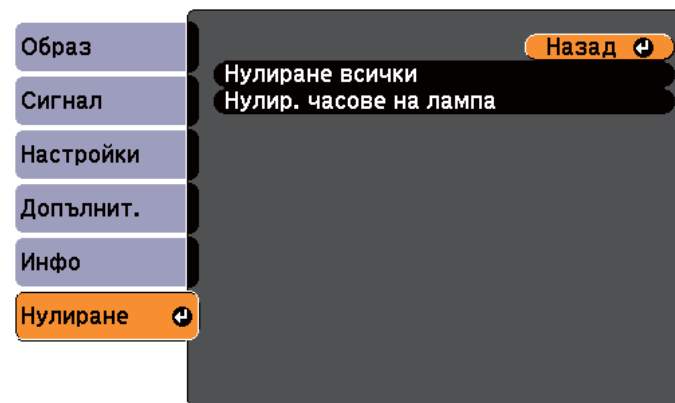 Образ
Сигнал
Настройки
Допълнит.
Инфо
Нулиране
Назад
Нулиране всички
Нулир. часове на лампа